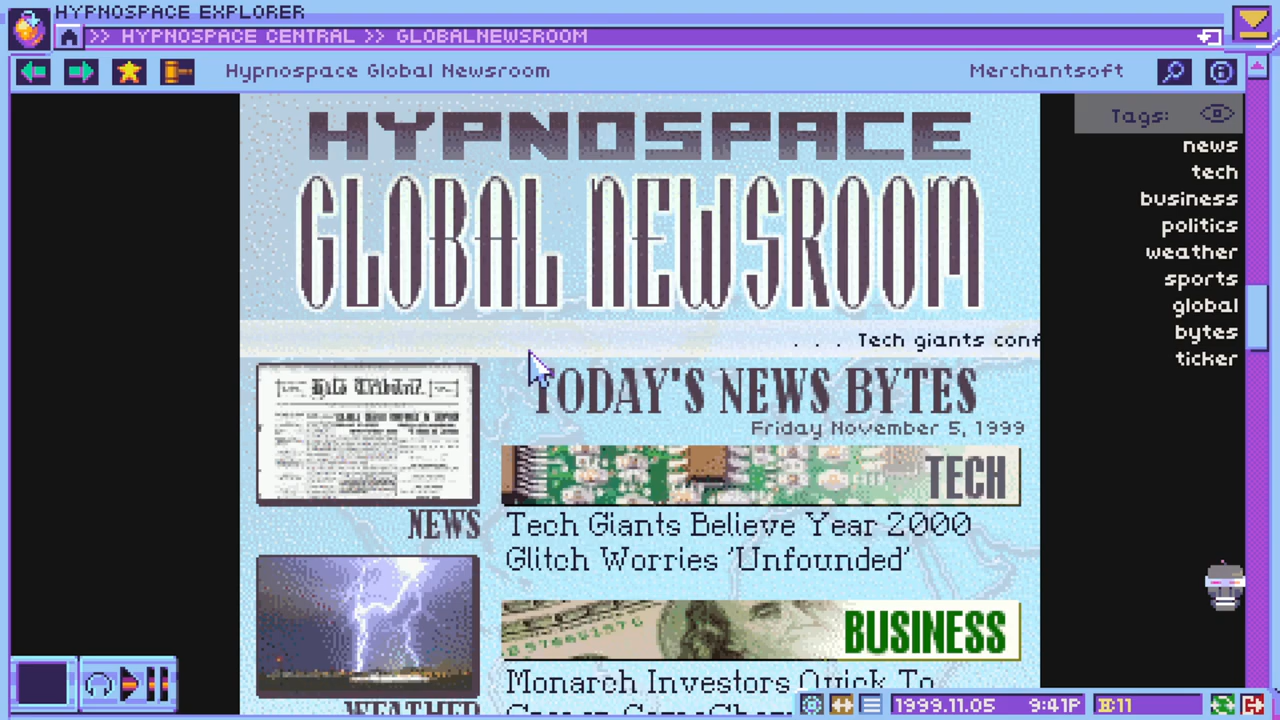 HYPNOSPACE EXPLORER
>> HYPNOSPACE CENTRAL >> GLOBALNEWSROOM
Hypnospace Global Newsroom
Merchantsoft
Tags:
news
tech
business
politics
weather
sports
global
bytes
ticker
HYPNOSPACE
GLOBAL NEWSROOM
. . . Tech giants conf
NEWS
TODAY'S NEWS BYTES
Friday November 5, 1999
TECH
Tech Giants Believe Year 2000
Glitch Worries 'Unfounded'
BUSINESS
Monarch Investors Quick To
WEATHER
1999.11.05 9:41P
:11